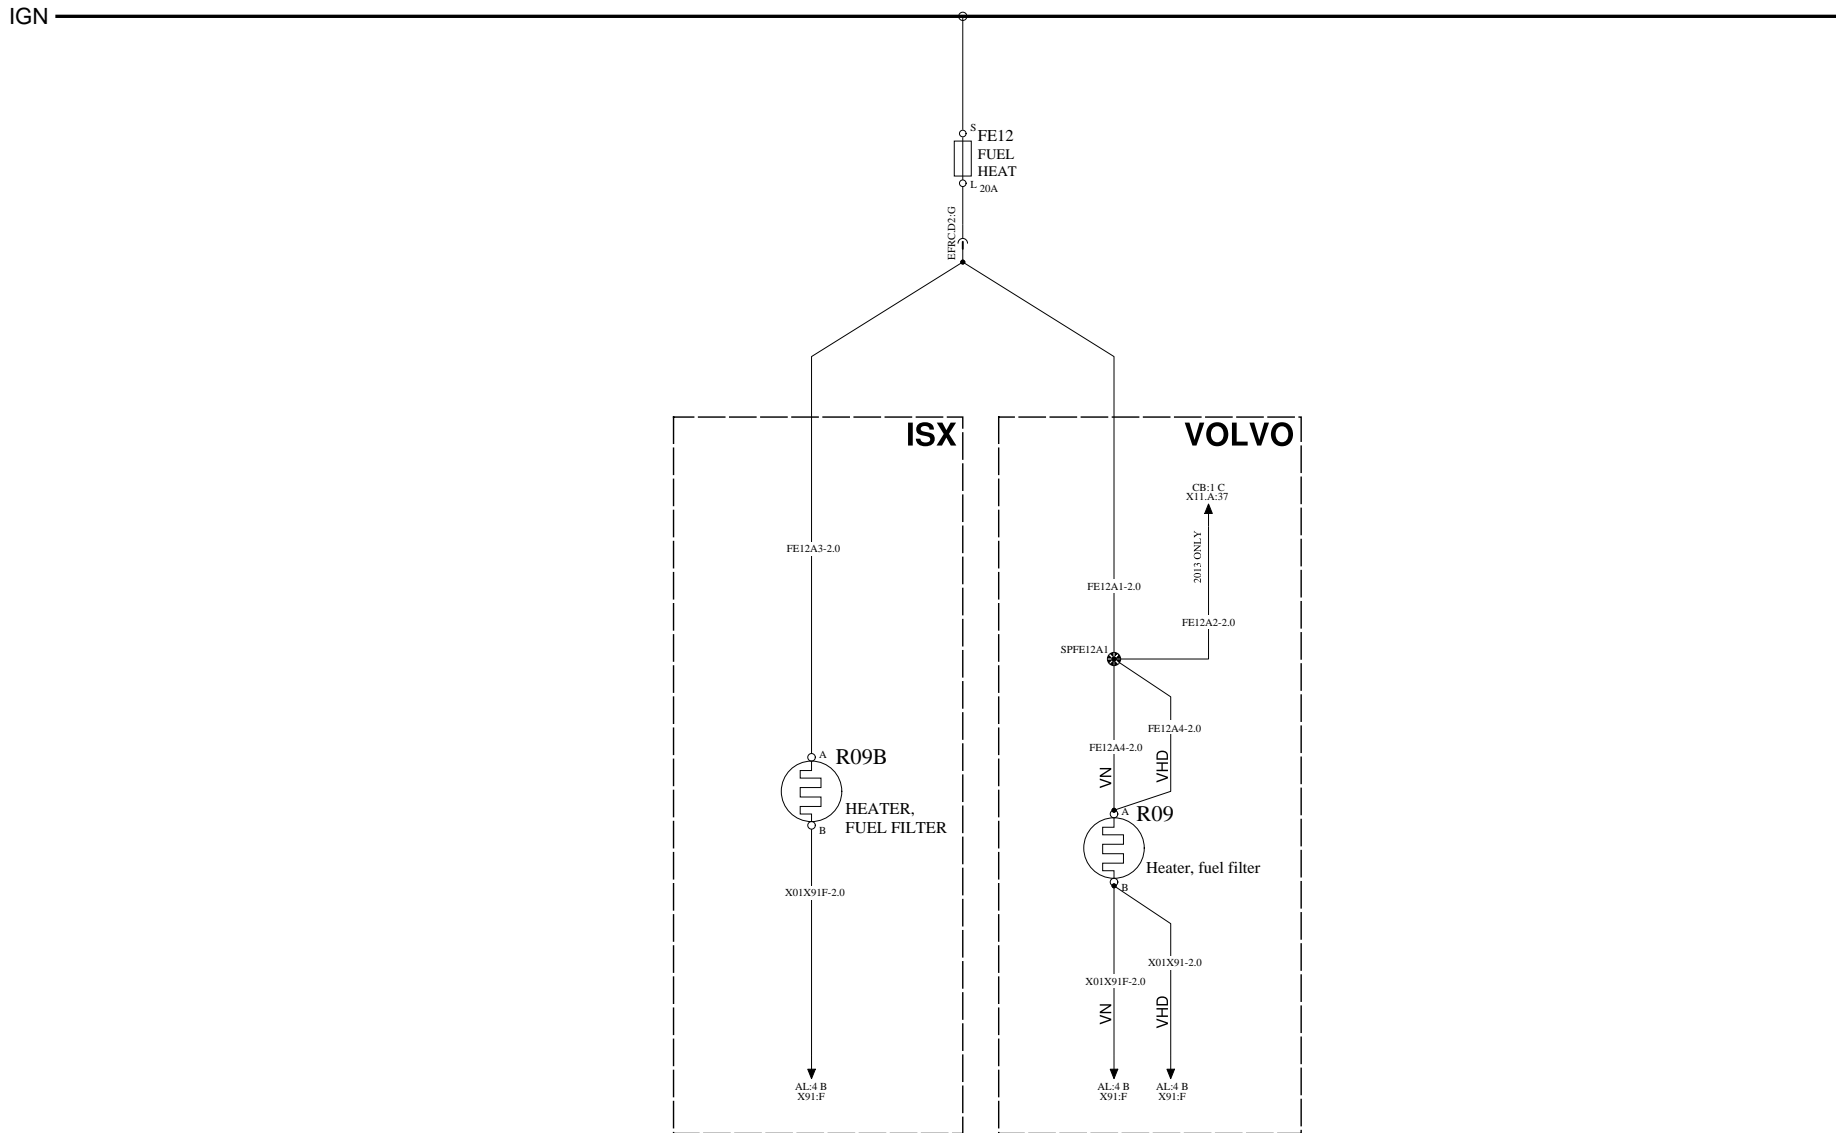 IGN
S
FE12
FUEL
HEAT
L 20A
EFRC.D2:G
ISX
VOLVO
CB:1 C
X11.A:37
2013 ONLY
FE12A3-2.0
FE12A1-2.0
FE12A2-2.0
SPFE12A1
FE12A4-2.0
FE12A4-2.0
VN
VHD
A R09B
HEATER,
FUEL FILTER
B
A R09
Heater, fuel filter
B
X01X91F-2.0
X01X91-2.0
X01X91F-2.0
VN
VHD
AL:4 B
X91:F
AL:4 B
X91:F
AL:4 B
X91:F